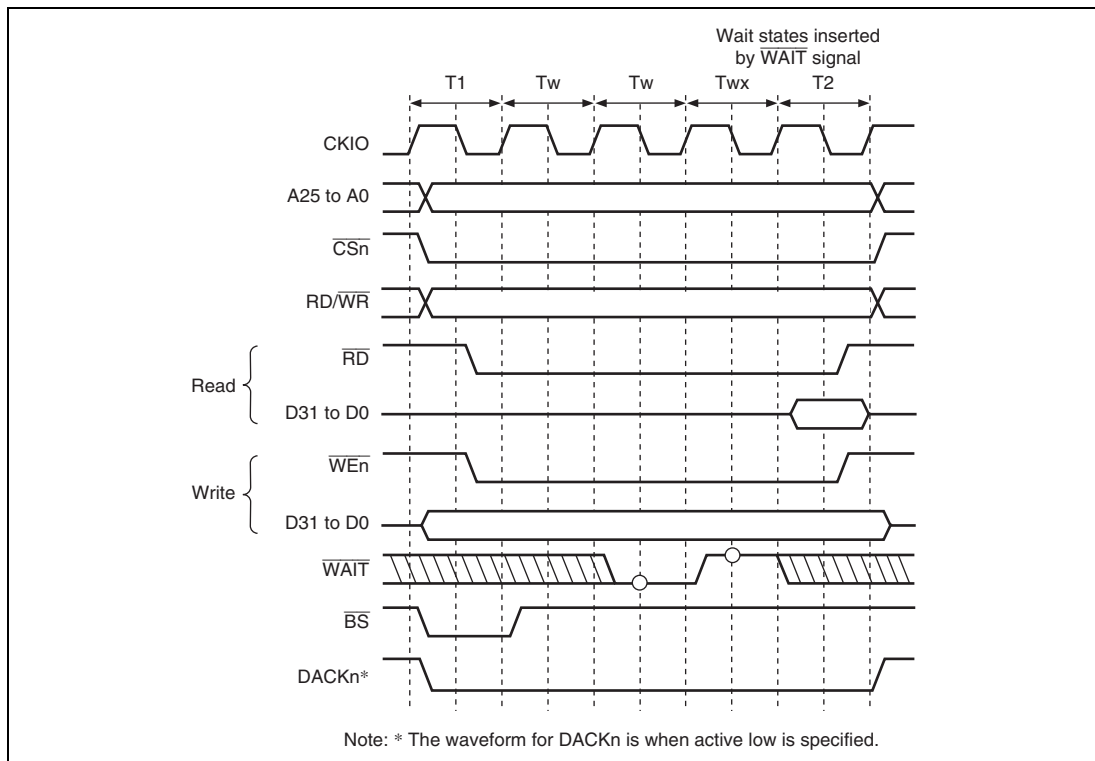 Wait states inserted
by WAIT signal
T1 Tw Tw Twx T2
CKIO
A25 to A0
CSn
RD/WR
Read
RD
D31 to D0
Write
WEn
D31 to D0
WAIT
BS
DACKn*
Note: * The waveform for DACKn is when active low is specified.